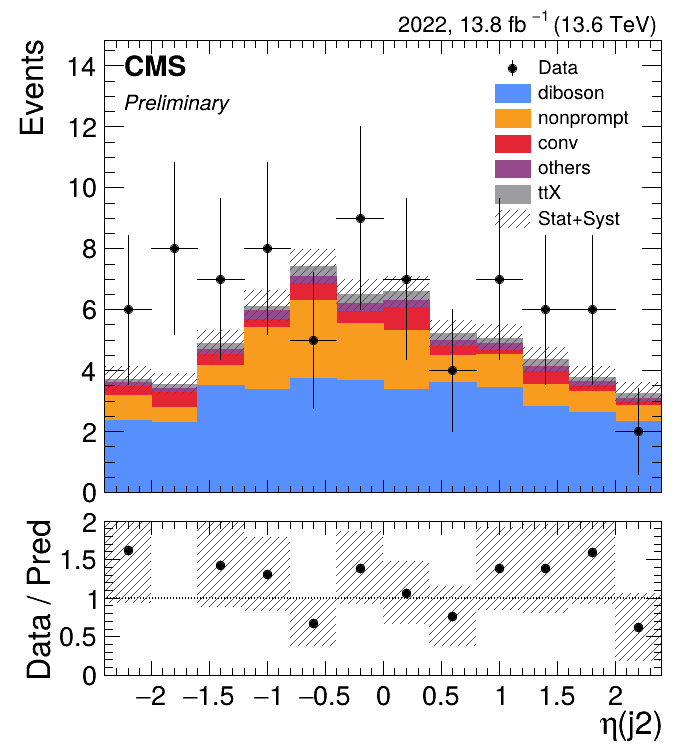 2022, 13.8 fb⁻¹ (13.6 TeV)
CMS
Preliminary
Events
14
12
10
8
6
4
2
0
Data
diboson
nonprompt
conv
others
ttX
Stat+Syst
Data / Pred
2
1.5
1
0.5
0
−2 −1.5 −1 −0.5 0 0.5 1 1.5 2
η(j2)